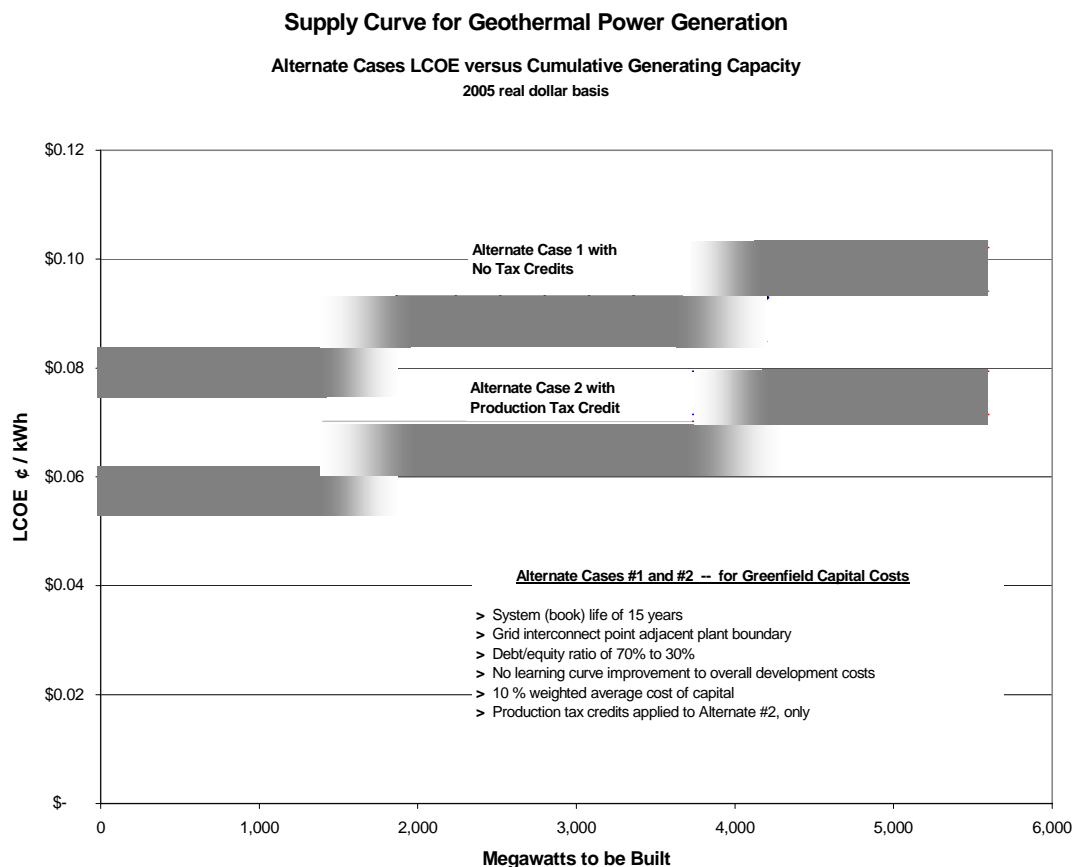 Supply Curve for Geothermal Power Generation
Alternate Cases LCOE versus Cumulative Generating Capacity
2005 real dollar basis
$0.12
$0.10
$0.08
$0.06
$0.04
$0.02
$-
LCOE ¢ / kWh
Alternate Case 1 with
No Tax Credits
Alternate Case 2 with
Production Tax Credit
Alternate Cases #1 and #2 -- for Greenfield Capital Costs
> System (book) life of 15 years
> Grid interconnect point adjacent plant boundary
> Debt/equity ratio of 70% to 30%
> No learning curve improvement to overall development costs
> 10 % weighted average cost of capital
> Production tax credits applied to Alternate #2, only
0 1,000 2,000 3,000 4,000 5,000 6,000
Megawatts to be Built